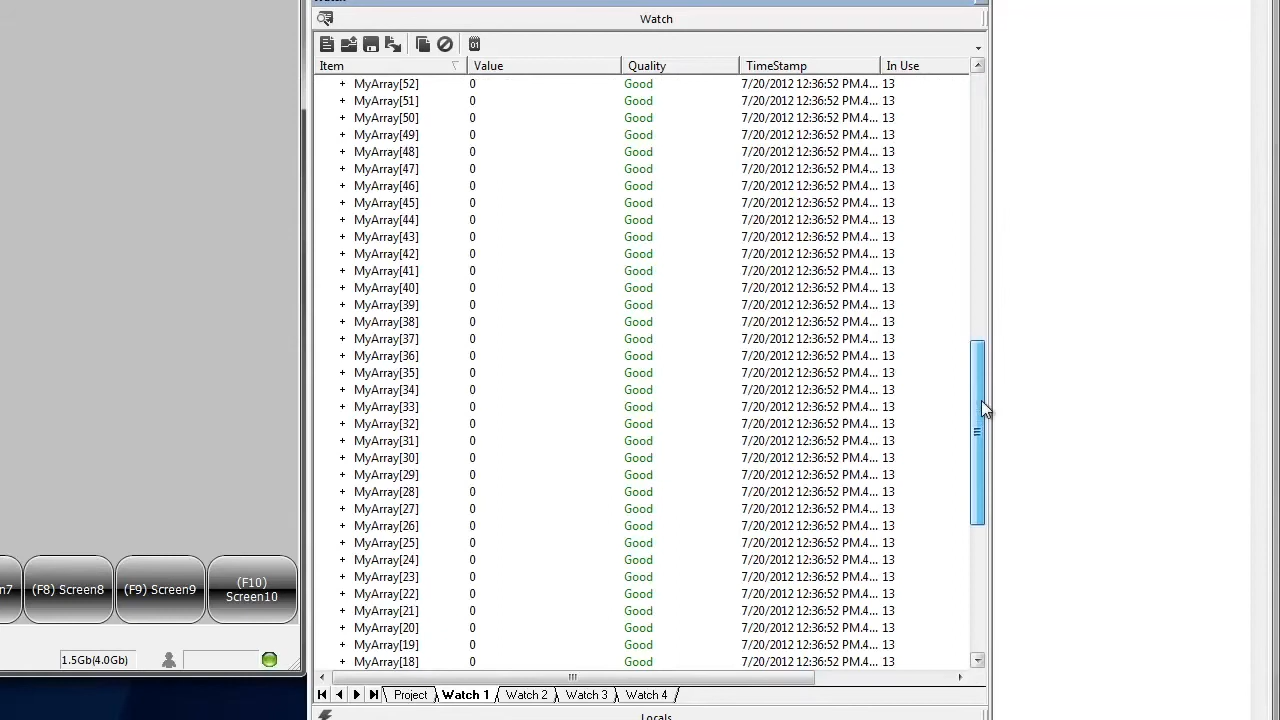 Watch
Item Value Quality TimeStamp In Use
+ MyArray[52] 0 Good 7/20/2012 12:36:52 PM.4... 13
+ MyArray[51] 0 Good 7/20/2012 12:36:52 PM.4... 13
+ MyArray[50] 0 Good 7/20/2012 12:36:52 PM.4... 13
+ MyArray[49] 0 Good 7/20/2012 12:36:52 PM.4... 13
+ MyArray[48] 0 Good 7/20/2012 12:36:52 PM.4... 13
+ MyArray[47] 0 Good 7/20/2012 12:36:52 PM.4... 13
+ MyArray[46] 0 Good 7/20/2012 12:36:52 PM.4... 13
+ MyArray[45] 0 Good 7/20/2012 12:36:52 PM.4... 13
+ MyArray[44] 0 Good 7/20/2012 12:36:52 PM.4... 13
+ MyArray[43] 0 Good 7/20/2012 12:36:52 PM.4... 13
+ MyArray[42] 0 Good 7/20/2012 12:36:52 PM.4... 13
+ MyArray[41] 0 Good 7/20/2012 12:36:52 PM.4... 13
+ MyArray[40] 0 Good 7/20/2012 12:36:52 PM.4... 13
+ MyArray[39] 0 Good 7/20/2012 12:36:52 PM.4... 13
+ MyArray[38] 0 Good 7/20/2012 12:36:52 PM.4... 13
+ MyArray[37] 0 Good 7/20/2012 12:36:52 PM.4... 13
+ MyArray[36] 0 Good 7/20/2012 12:36:52 PM.4... 13
+ MyArray[35] 0 Good 7/20/2012 12:36:52 PM.4... 13
+ MyArray[34] 0 Good 7/20/2012 12:36:52 PM.4... 13
+ MyArray[33] 0 Good 7/20/2012 12:36:52 PM.4... 13
+ MyArray[32] 0 Good 7/20/2012 12:36:52 PM.4... 13
+ MyArray[31] 0 Good 7/20/2012 12:36:52 PM.4... 13
+ MyArray[30] 0 Good 7/20/2012 12:36:52 PM.4... 13
+ MyArray[29] 0 Good 7/20/2012 12:36:52 PM.4... 13
+ MyArray[28] 0 Good 7/20/2012 12:36:52 PM.4... 13
+ MyArray[27] 0 Good 7/20/2012 12:36:52 PM.4... 13
+ MyArray[26] 0 Good 7/20/2012 12:36:52 PM.4... 13
+ MyArray[25] 0 Good 7/20/2012 12:36:52 PM.4... 13
+ MyArray[24] 0 Good 7/20/2012 12:36:52 PM.4... 13
+ MyArray[23] 0 Good 7/20/2012 12:36:52 PM.4... 13
+ MyArray[22] 0 Good 7/20/2012 12:36:52 PM.4... 13
+ MyArray[21] 0 Good 7/20/2012 12:36:52 PM.4... 13
+ MyArray[20] 0 Good 7/20/2012 12:36:52 PM.4... 13
+ MyArray[19] 0 Good 7/20/2012 12:36:52 PM.4... 13
+ MyArray[18] 0 Good 7/20/2012 12:36:52 PM.4... 13
Project Watch 1 Watch 2 Watch 3 Watch 4
Locals
n7 (F8) Screen8 (F9) Screen9 (F10)
Screen10
1.5Gb(4.0Gb)